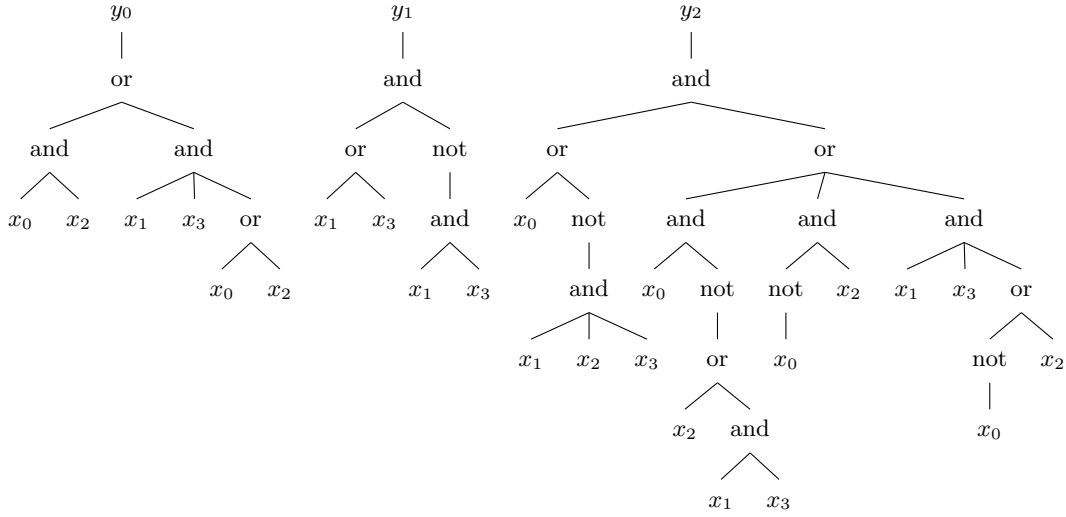 y₀ y₁ y₂
or and and
and and or not or or
x₀ x₂ x₁ x₃ or x₁ x₃ and x₀ not and and and
x₀ x₂ x₁ x₃ and x₀ not not x₂ x₁ x₃ or
x₁ x₂ x₃ or x₀ not x₂
x₂ and x₀
x₁ x₃